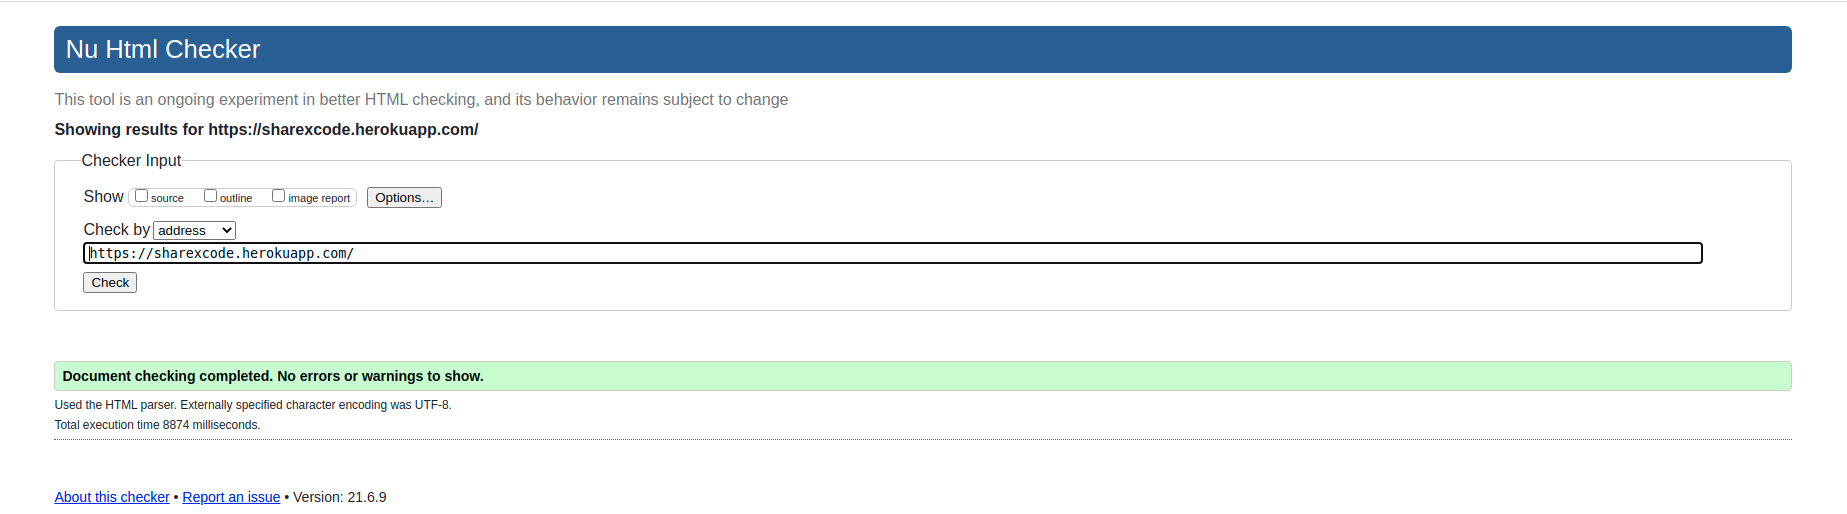 Nu Html Checker
This tool is an ongoing experiment in better HTML checking, and its behavior remains subject to change
Showing results for https://sharexcode.herokuapp.com/
Checker Input
Show source outline image report Options...
Check by address
https://sharexcode.herokuapp.com/
Check
Document checking completed. No errors or warnings to show.
Used the HTML parser. Externally specified character encoding was UTF-8.
Total execution time 8874 milliseconds.
About this checker • Report an issue • Version: 21.6.9